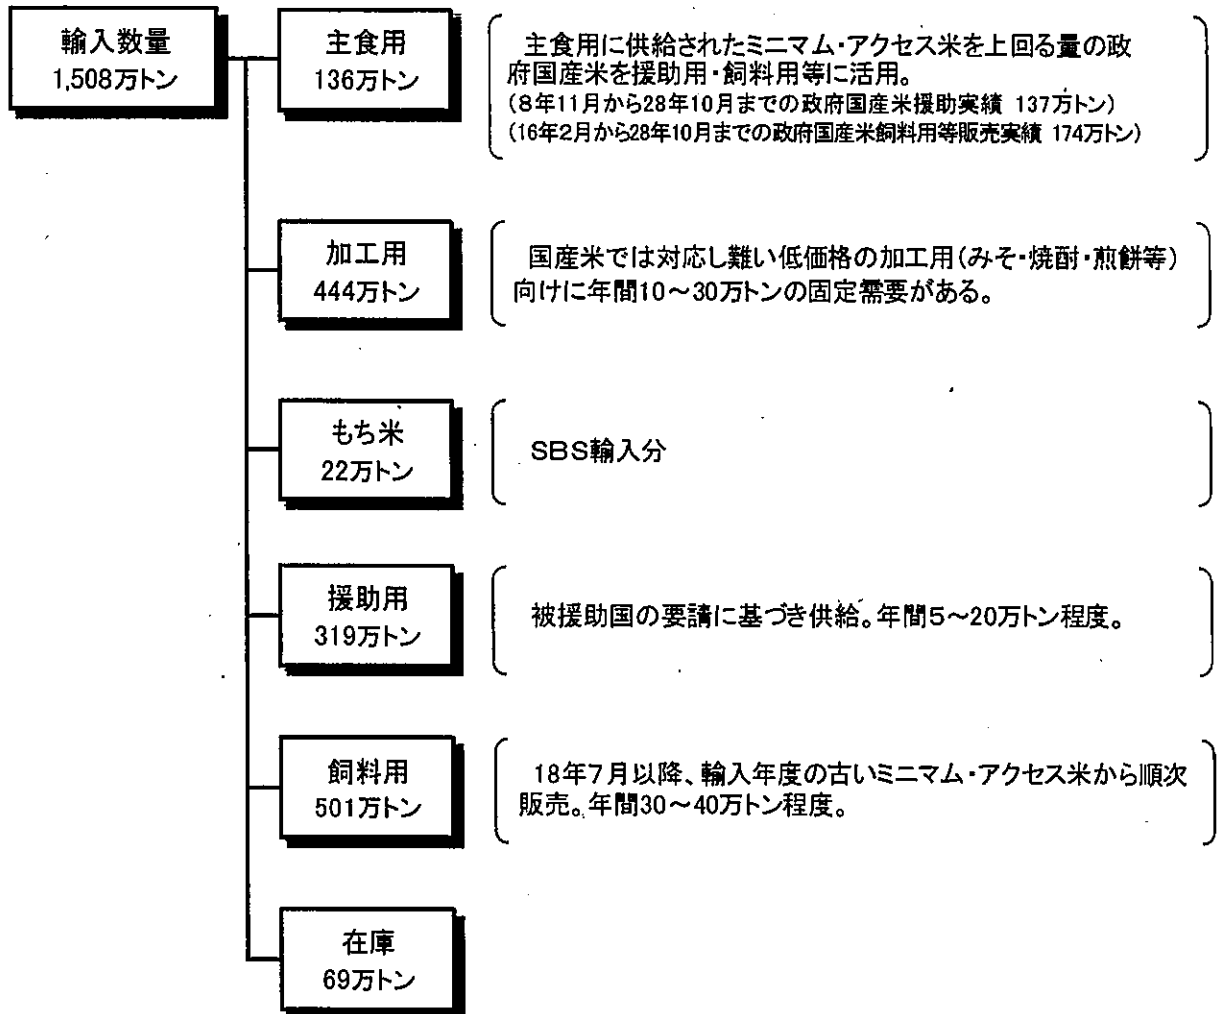 輸入数量
1,508万トン
主食用
136万トン
主食用に供給されたミニマム・アクセス米を上回る量の政
府国産米を援助用・飼料用等に活用。
(8年11月から28年10月までの政府国産米援助実績 137万トン)
(16年2月から28年10月までの政府国産米飼料用等販売実績 174万トン)
加工用
444万トン
国産米では対応し難い低価格の加工用(みそ・焼酎・煎餅等)
向けに年間10～30万トンの固定需要がある。
もち米
22万トン
SBS輸入分
援助用
319万トン
被援助国の要請に基づき供給。年間5～20万トン程度。
飼料用
501万トン
18年7月以降、輸入年度の古いミニマム・アクセス米から順次
販売。年間30～40万トン程度。
在庫
69万トン